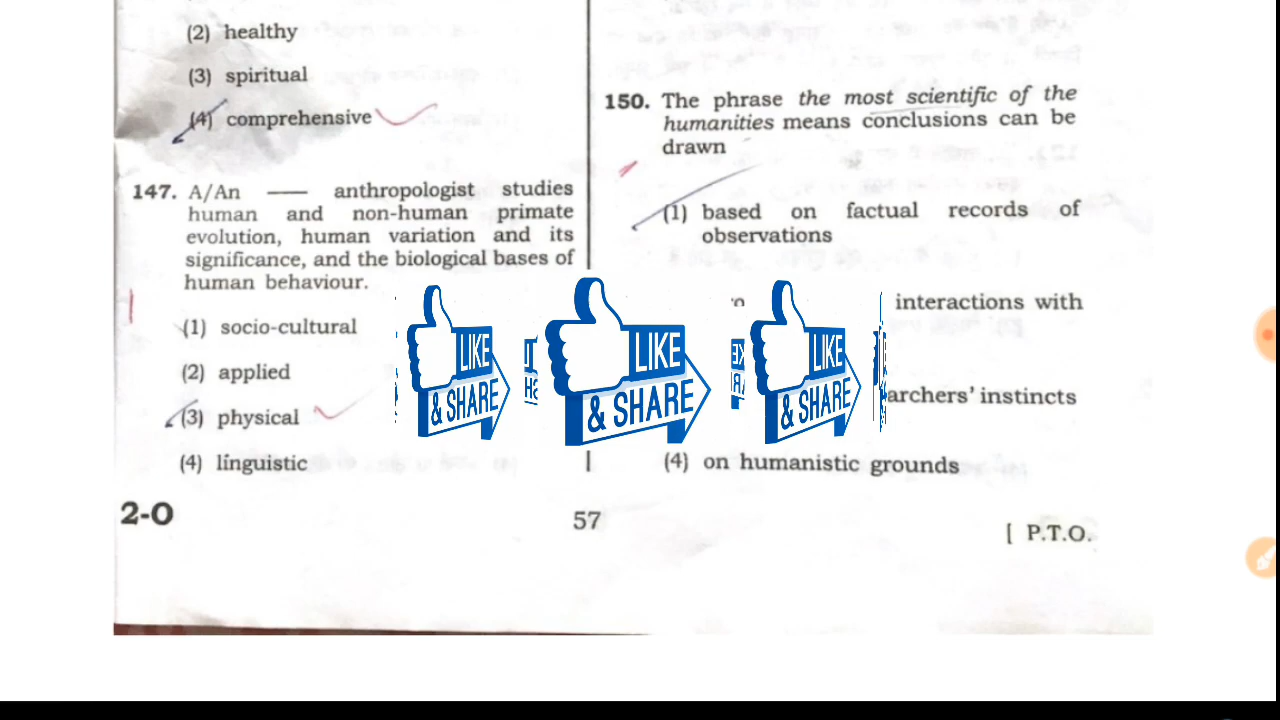 (2) healthy
(3) spiritual
(4) comprehensive
147. A/An — anthropologist studies
human and non-human primate
evolution, human variation and its
significance, and the biological bases of
human behaviour.
(1) socio-cultural
(2) applied
(3) physical
(4) linguistic
2-O
57
150. The phrase the most scientific of the
humanities means conclusions can be
drawn
(1) based on factual records of
observations
interactions with
archers' instincts
(4) on humanistic grounds
[ P.T.O.
LIKE
& SHARE
LIKE
& SHARE
LIKE
& SHARE